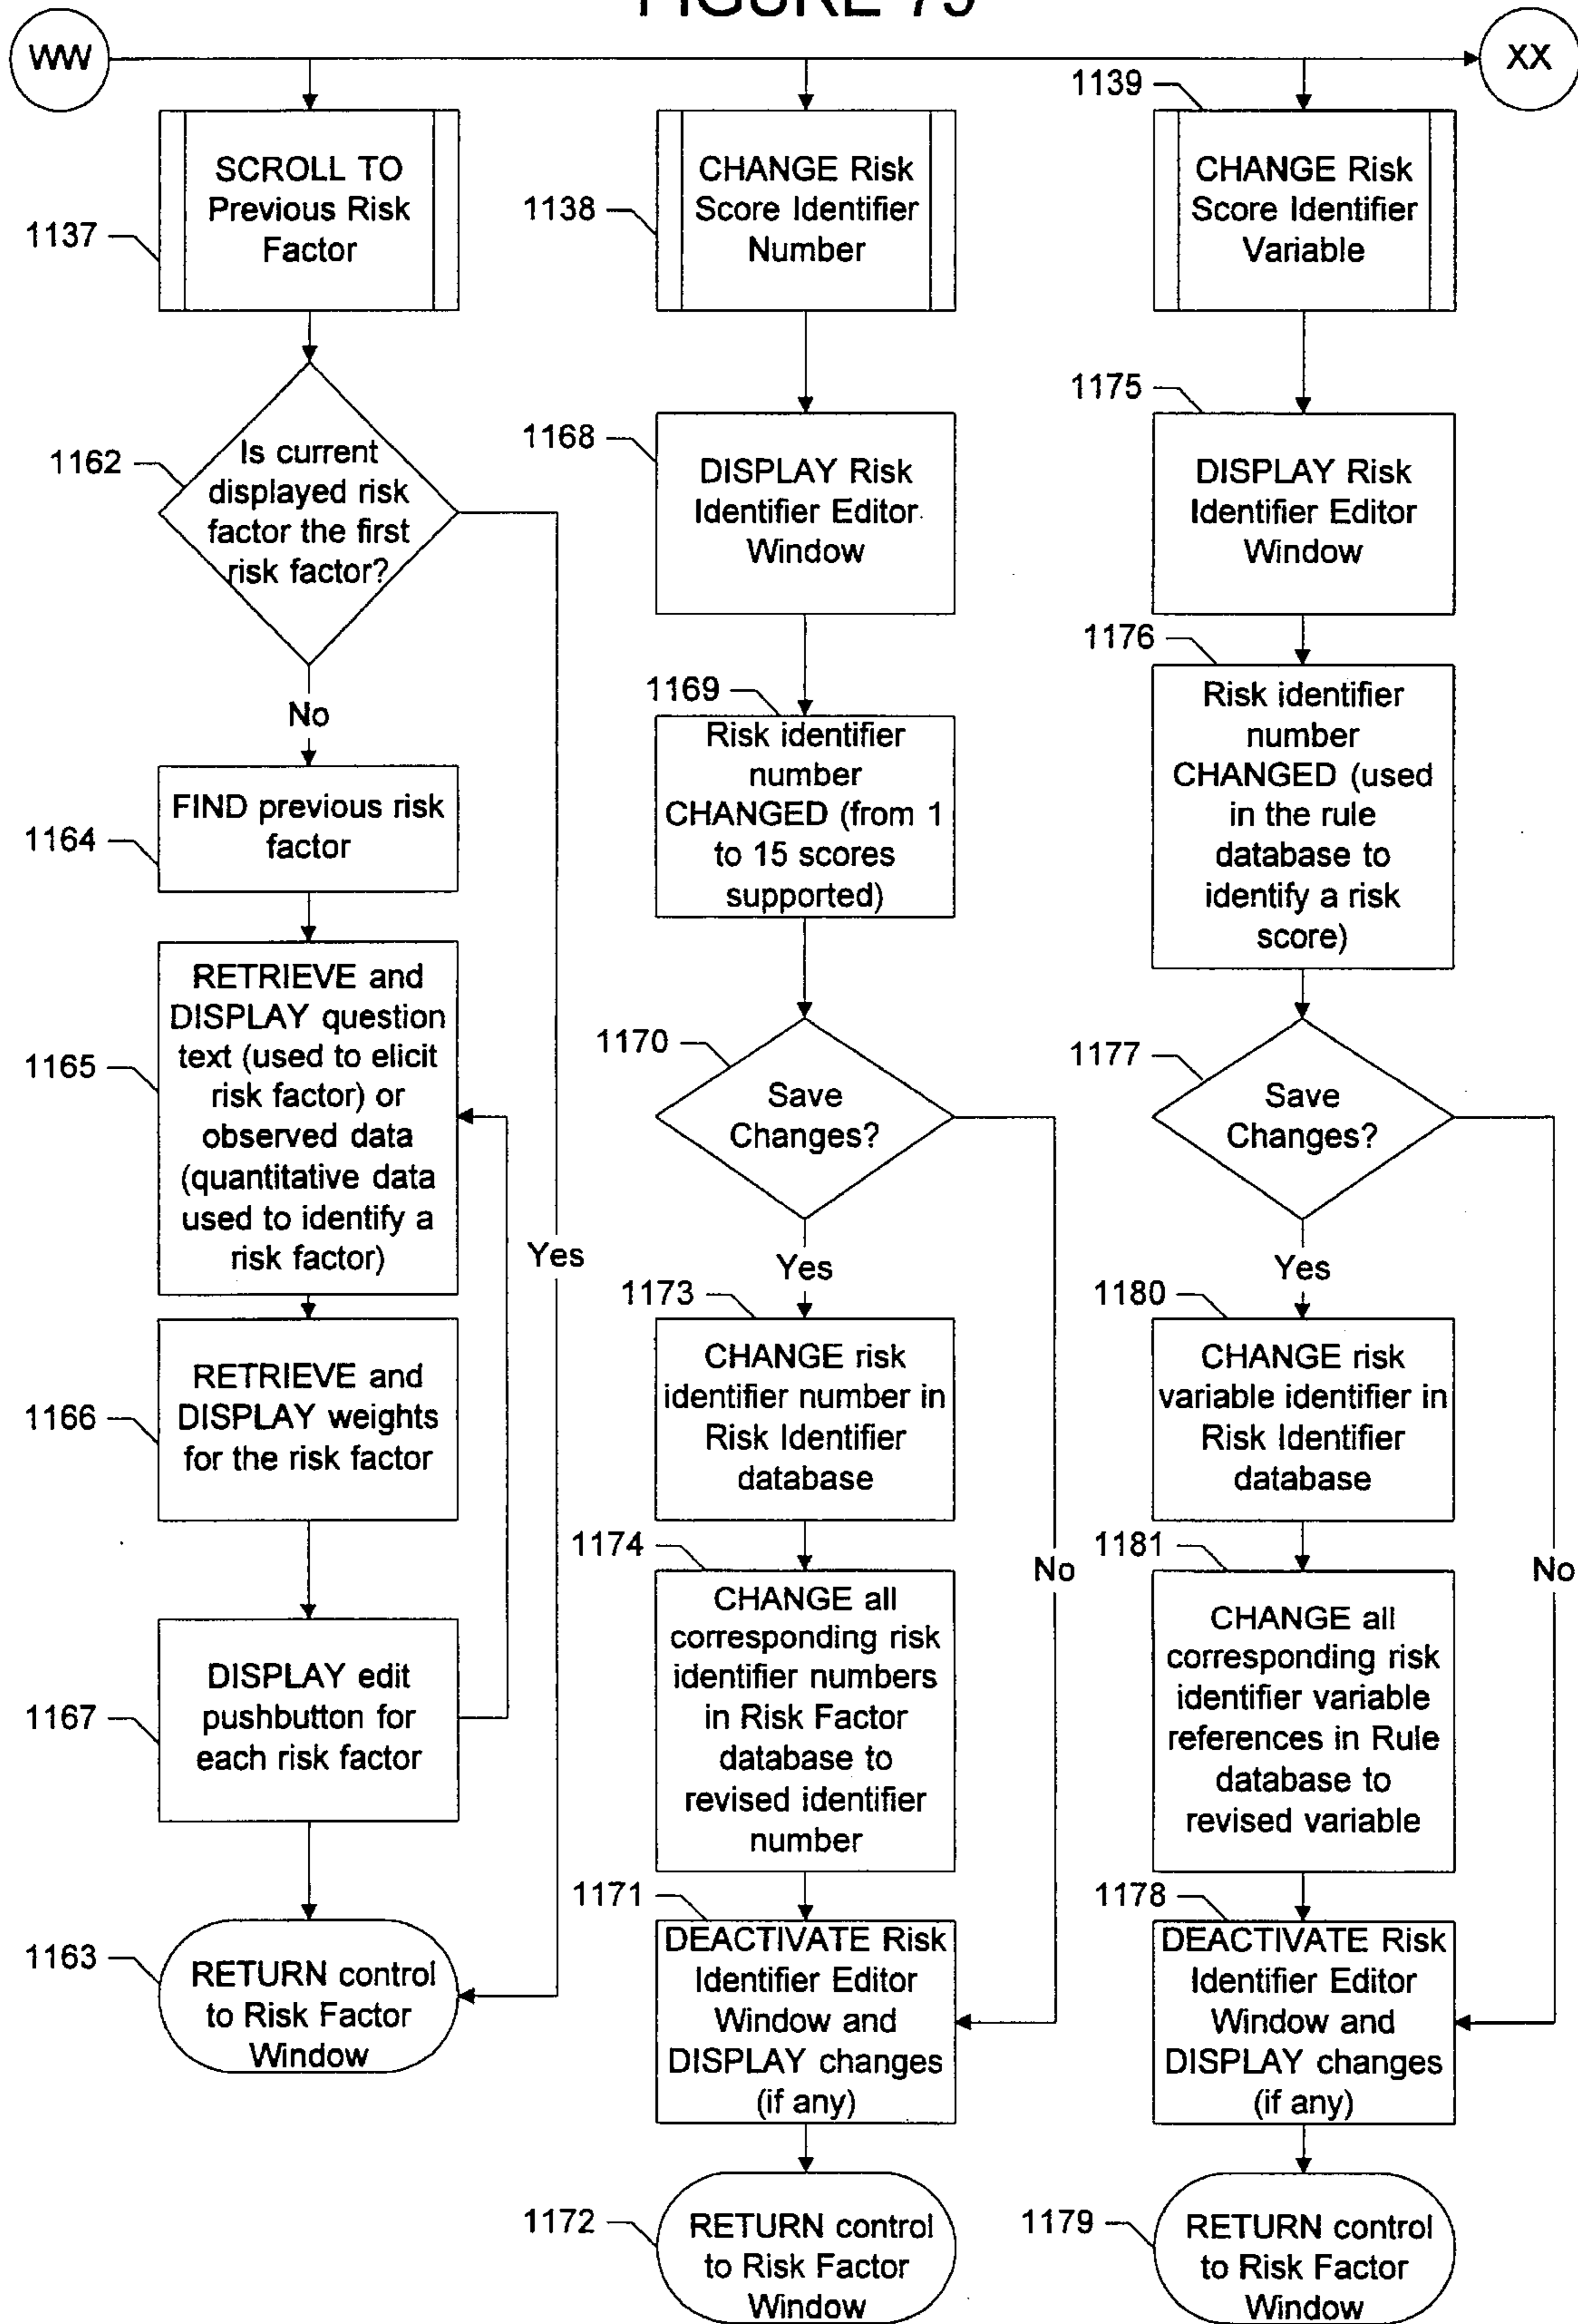 FIGURE 75
WW
XX
1137
SCROLL TO
Previous Risk
Factor
1162
Is current
displayed risk
factor the first
risk factor?
No
Yes
1164
FIND previous risk
factor
1165
RETRIEVE and
DISPLAY question
text (used to elicit
risk factor) or
observed data
(quantitative data
used to identify a
risk factor)
1166
RETRIEVE and
DISPLAY weights
for the risk factor
1167
DISPLAY edit
pushbutton for
each risk factor
1163
RETURN control
to Risk Factor
Window
1138
CHANGE Risk
Score Identifier
Number
1168
DISPLAY Risk
Identifier Editor
Window
1169
Risk identifier
number
CHANGED (from 1
to 15 scores
supported)
1170
Save
Changes?
Yes
No
1173
CHANGE risk
identifier number in
Risk Identifier
database
1174
CHANGE all
corresponding risk
identifier numbers
in Risk Factor
database to
revised identifier
number
1171
DEACTIVATE Risk
Identifier Editor
Window and
DISPLAY changes
(if any)
1172
RETURN control
to Risk Factor
Window
1139
CHANGE Risk
Score Identifier
Variable
1175
DISPLAY Risk
Identifier Editor
Window
1176
Risk identifier
number
CHANGED (used
in the rule
database to
identify a risk
score)
1177
Save
Changes?
Yes
No
1180
CHANGE risk
variable identifier in
Risk Identifier
database
1181
CHANGE all
corresponding risk
identifier variable
references in Rule
database to
revised variable
1178
DEACTIVATE Risk
Identifier Editor
Window and
DISPLAY changes
(if any)
1179
RETURN control
to Risk Factor
Window